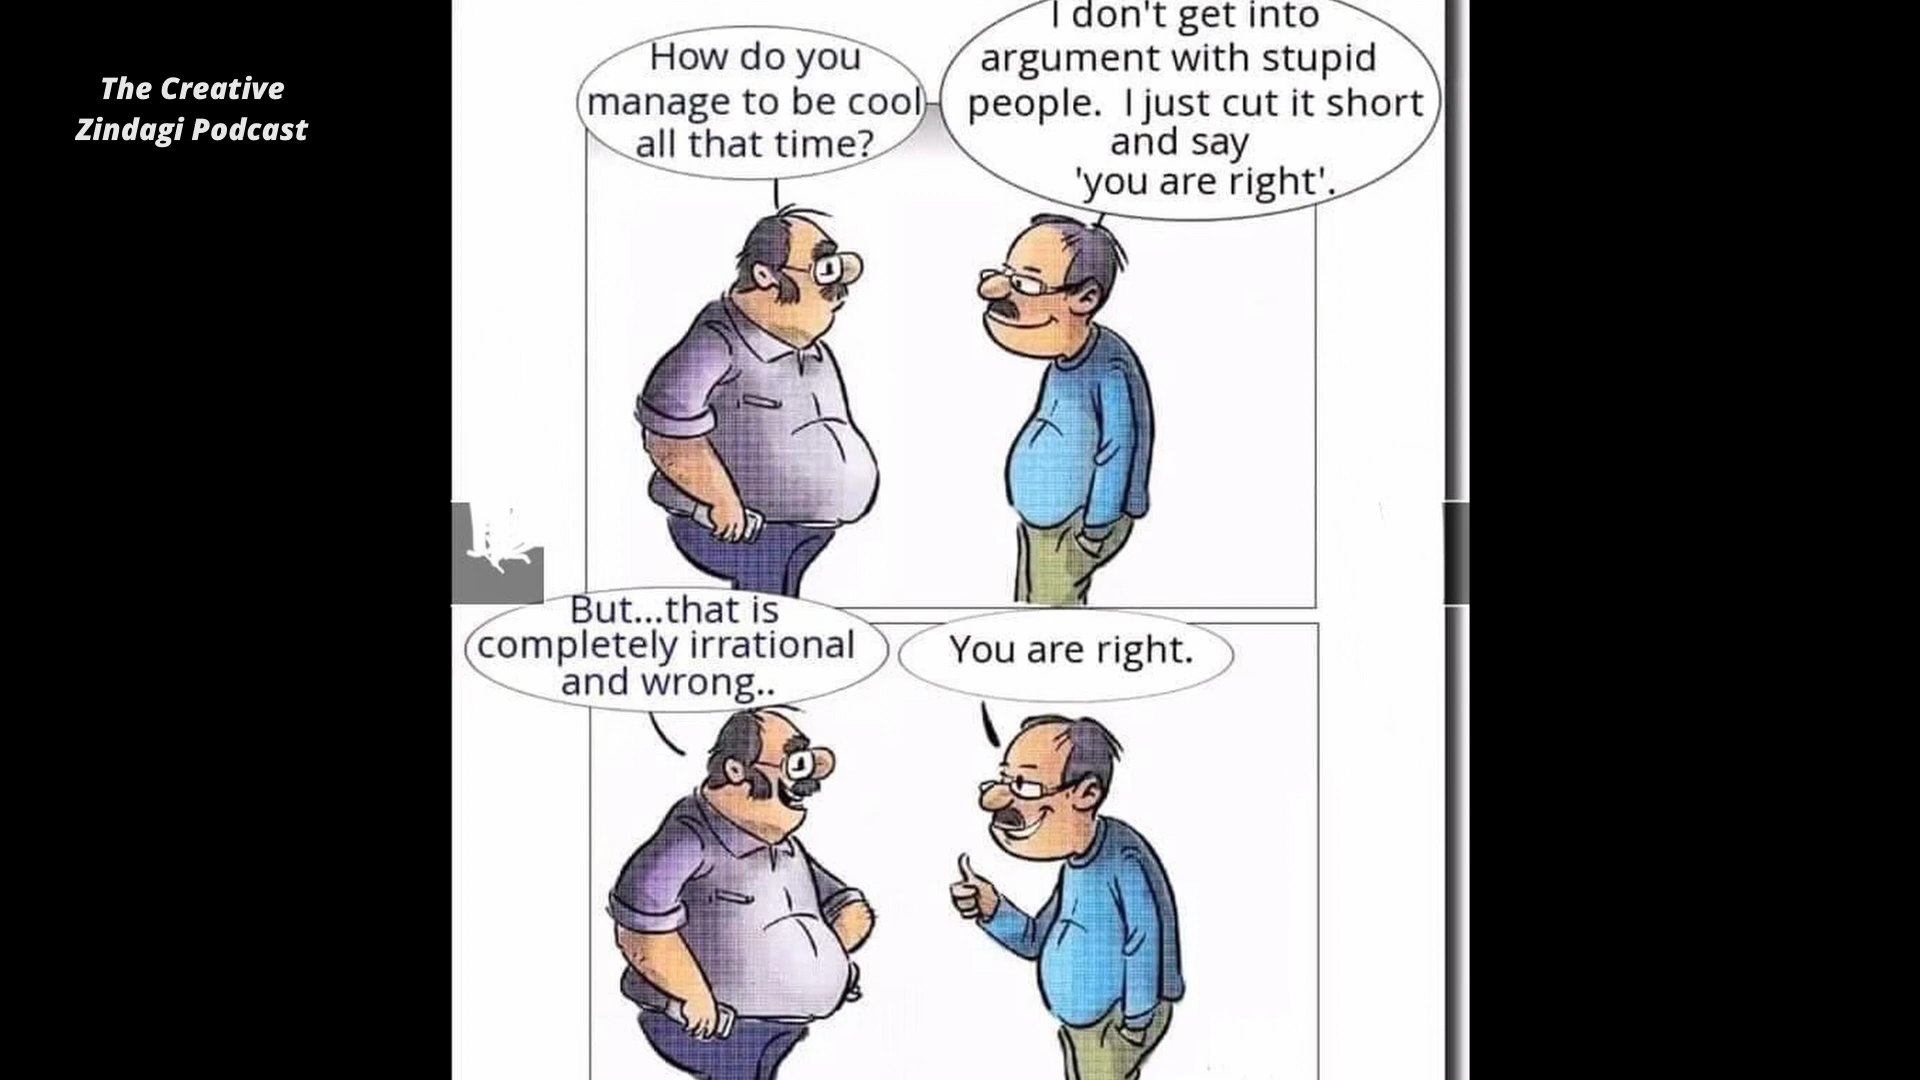 The Creative
Zindagi Podcast
How do you
manage to be cool
all that time?
I don't get into
argument with stupid
people. I just cut it short
and say
'you are right'.
But...that is
completely irrational
and wrong..
You are right.